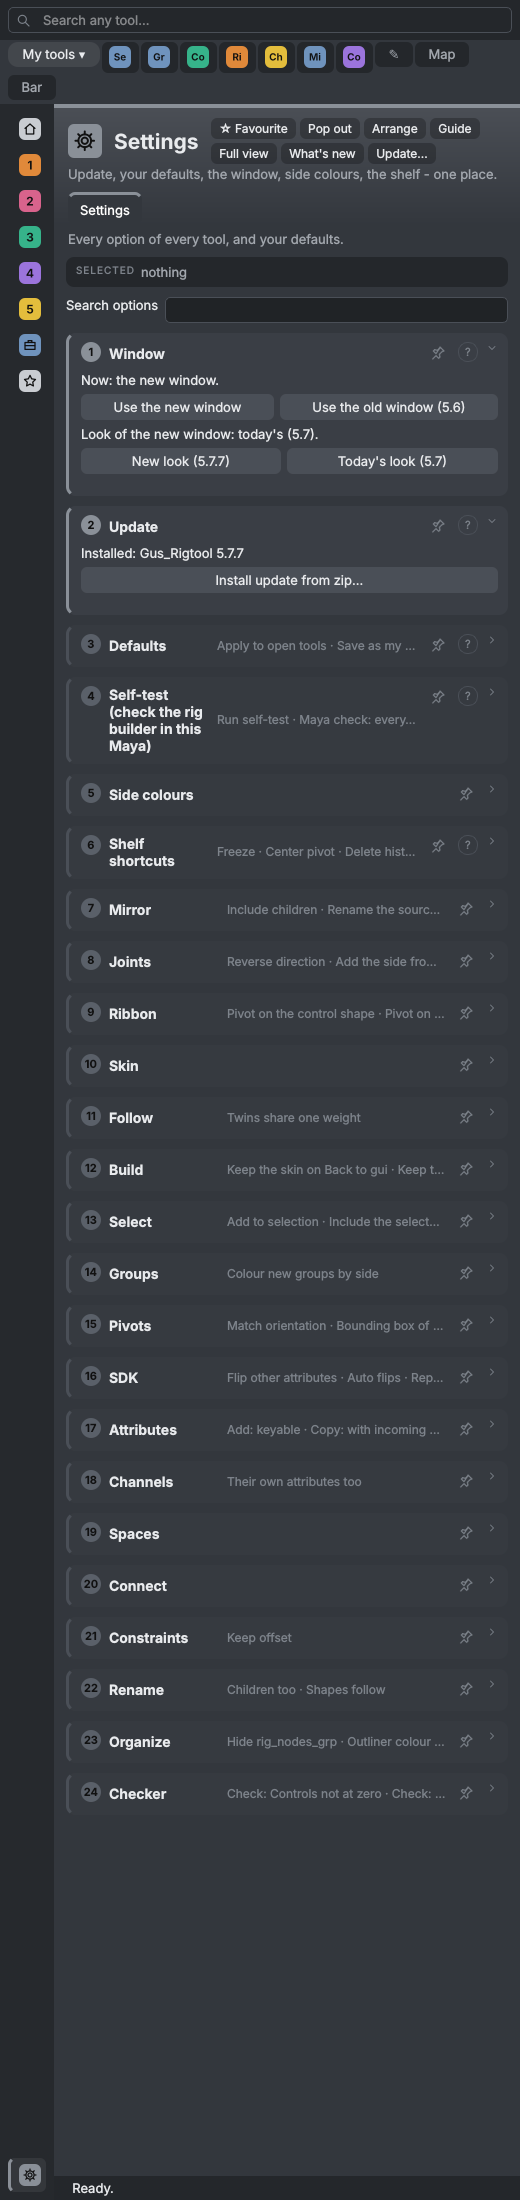 Search any tool...
My tools ▾ Se Gr Co Ri Ch Mi Co ✎ Map
Bar
Settings
☆ Favourite Pop out Arrange Guide
Full view What's new Update...
Update, your defaults, the window, side colours, the shelf - one place.
Settings
Every option of every tool, and your defaults.
SELECTED nothing
Search options
1 Window ?
Now: the new window.
Use the new window Use the old window (5.6)
Look of the new window: today's (5.7).
New look (5.7.7) Today's look (5.7)
2 Update ?
Installed: Gus_Rigtool 5.7.7
Install update from zip...
3 Defaults Apply to open tools · Save as my ... ?
4 Self-test
(check the rig
builder in this
Maya)
Run self-test · Maya check: every... ?
5 Side colours
6 Shelf
shortcuts
Freeze · Center pivot · Delete hist... ?
7 Mirror Include children · Rename the sourc...
8 Joints Reverse direction · Add the side fro...
9 Ribbon Pivot on the control shape · Pivot on ...
10 Skin
11 Follow Twins share one weight
12 Build Keep the skin on Back to gui · Keep t...
13 Select Add to selection · Include the select...
14 Groups Colour new groups by side
15 Pivots Match orientation · Bounding box of ...
16 SDK Flip other attributes · Auto flips · Rep...
17 Attributes Add: keyable · Copy: with incoming ...
18 Channels Their own attributes too
19 Spaces
20 Connect
21 Constraints Keep offset
22 Rename Children too · Shapes follow
23 Organize Hide rig_nodes_grp · Outliner colour ...
24 Checker Check: Controls not at zero · Check: ...
1
2
3
4
5
Ready.